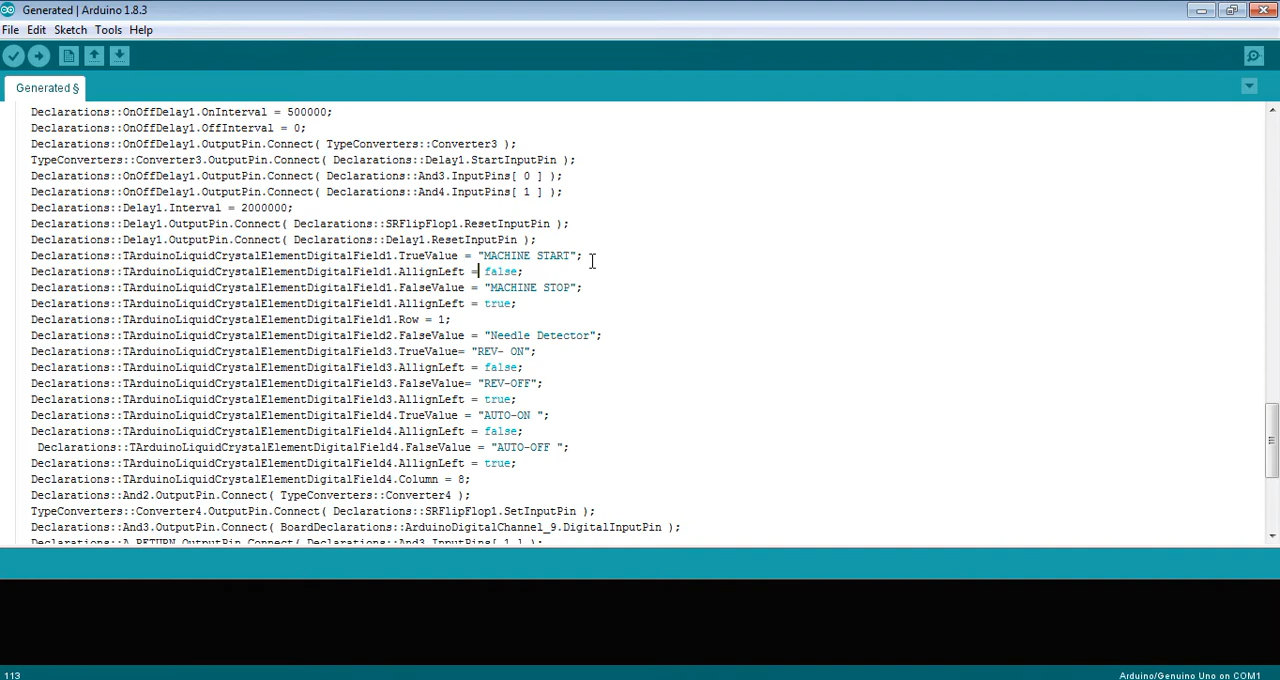 Generated | Arduino 1.8.3
File Edit Sketch Tools Help
Generated §
Declarations::OnOffDelay1.OnInterval = 500000;
Declarations::OnOffDelay1.OffInterval = 0;
Declarations::OnOffDelay1.OutputPin.Connect( TypeConverters::Converter3 );
TypeConverters::Converter3.OutputPin.Connect( Declarations::Delay1.StartInputPin );
Declarations::OnOffDelay1.OutputPin.Connect( Declarations::And3.InputPins[ 0 ] );
Declarations::OnOffDelay1.OutputPin.Connect( Declarations::And4.InputPins[ 1 ] );
Declarations::Delay1.Interval = 2000000;
Declarations::Delay1.OutputPin.Connect( Declarations::SRFlipFlop1.ResetInputPin );
Declarations::Delay1.OutputPin.Connect( Declarations::Delay1.ResetInputPin );
Declarations::TArduinoLiquidCrystalElementDigitalField1.TrueValue = "MACHINE START";
Declarations::TArduinoLiquidCrystalElementDigitalField1.AllignLeft = false;
Declarations::TArduinoLiquidCrystalElementDigitalField1.FalseValue = "MACHINE STOP";
Declarations::TArduinoLiquidCrystalElementDigitalField1.AllignLeft = true;
Declarations::TArduinoLiquidCrystalElementDigitalField1.Row = 1;
Declarations::TArduinoLiquidCrystalElementDigitalField2.FalseValue = "Needle Detector";
Declarations::TArduinoLiquidCrystalElementDigitalField3.TrueValue= "REV- ON";
Declarations::TArduinoLiquidCrystalElementDigitalField3.AllignLeft = false;
Declarations::TArduinoLiquidCrystalElementDigitalField3.FalseValue= "REV-OFF";
Declarations::TArduinoLiquidCrystalElementDigitalField3.AllignLeft = true;
Declarations::TArduinoLiquidCrystalElementDigitalField4.TrueValue = "AUTO-ON ";
Declarations::TArduinoLiquidCrystalElementDigitalField4.AllignLeft = false;
Declarations::TArduinoLiquidCrystalElementDigitalField4.FalseValue = "AUTO-OFF ";
Declarations::TArduinoLiquidCrystalElementDigitalField4.AllignLeft = true;
Declarations::TArduinoLiquidCrystalElementDigitalField4.Column = 8;
Declarations::And2.OutputPin.Connect( TypeConverters::Converter4 );
TypeConverters::Converter4.OutputPin.Connect( Declarations::SRFlipFlop1.SetInputPin );
Declarations::And3.OutputPin.Connect( BoardDeclarations::ArduinoDigitalChannel_9.DigitalInputPin );
Declarations::A_RETURN.OutputPin.Connect( Declarations::And3.InputPins[ 1 ] );
113
Arduino/Genuino Uno on COM1